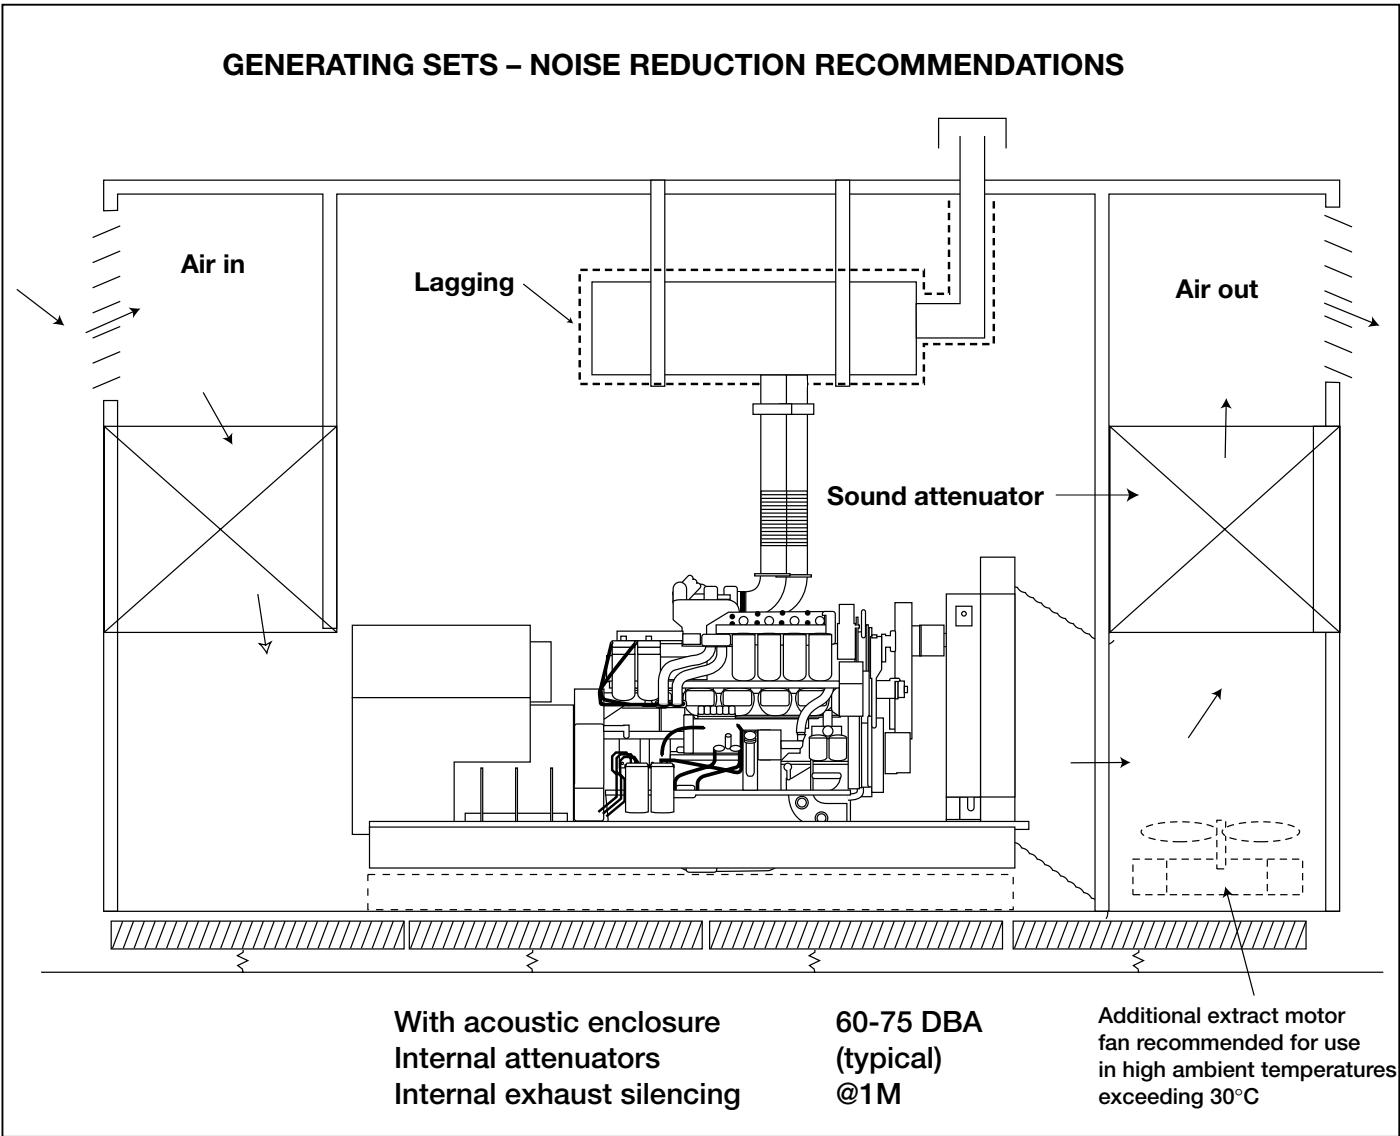 GENERATING SETS – NOISE REDUCTION RECOMMENDATIONS
Air in
Lagging
Air out
Sound attenuator
With acoustic enclosure 60-75 DBA
Internal attenuators (typical)
Internal exhaust silencing @1M
Additional extract motor
fan recommended for use
in high ambient temperatures
exceeding 30°C